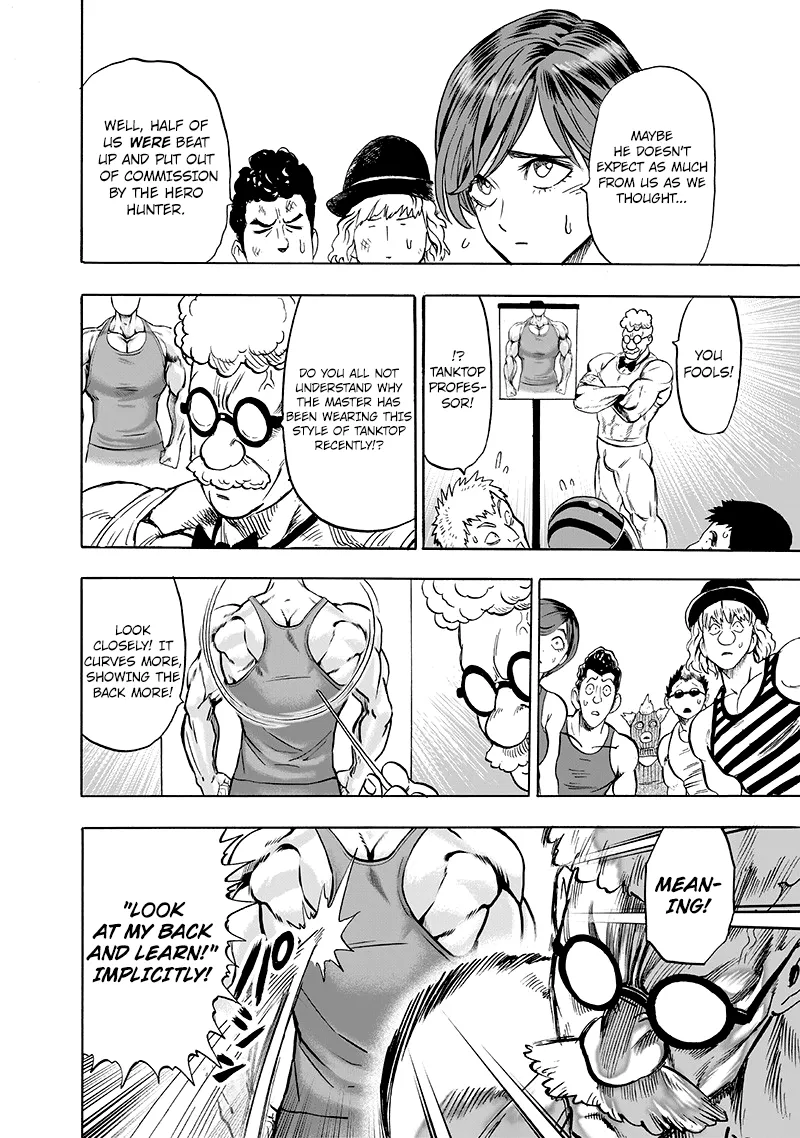 MAYBE
HE DOESN'T
EXPECT AS MUCH
FROM US AS WE
THOUGHT...
WELL, HALF OF
US WERE BEAT
UP AND PUT OUT
OF COMMISSION
BY THE HERO
HUNTER.
YOU
FOOLS!
!?
TANKTOP
PROFES-
SOR!
DO YOU ALL NOT
UNDERSTAND WHY
THE MASTER HAS
BEEN WEARING THIS
STYLE OF TANKTOP
RECENTLY!?
LOOK
CLOSELY! IT
CURVES MORE,
SHOWING THE
BACK MORE!
MEAN-
ING!
"LOOK
AT MY BACK
AND LEARN!"
IMPLICITLY!
バン